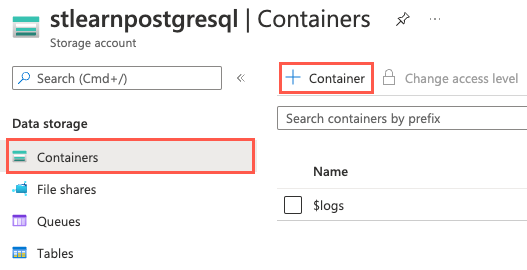 stlearnpostgresql | Containers
Storage account
Search (Cmd+/)
Container
Change access level
Data storage
Search containers by prefix
Containers
Name
File shares
$logs
Queues
Tables